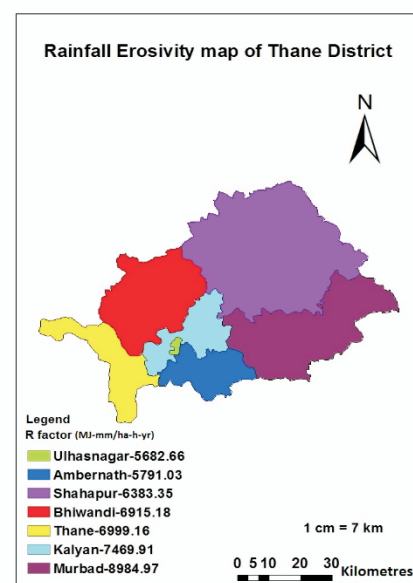 Rainfall Erosivity map of Thane District
N
Legend
R factor (MJ-mm/ha-h-yr)
Ulhasnagar-5682.66
Ambernath-5791.03
Shahapur-6383.35
Bhiwandi-6915.18
Thane-6999.16
Kalyan-7469.91
Murbad-8984.97
1 cm = 7 km
0 5 10 20 30 Kilometres